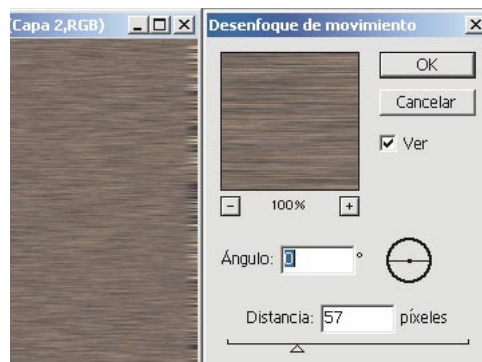 (Capa 2,RGB)
Desenfoque de movimiento
OK
Cancelar
Ver
100%
Ángulo: 0 °
Distancia: 57 píxeles